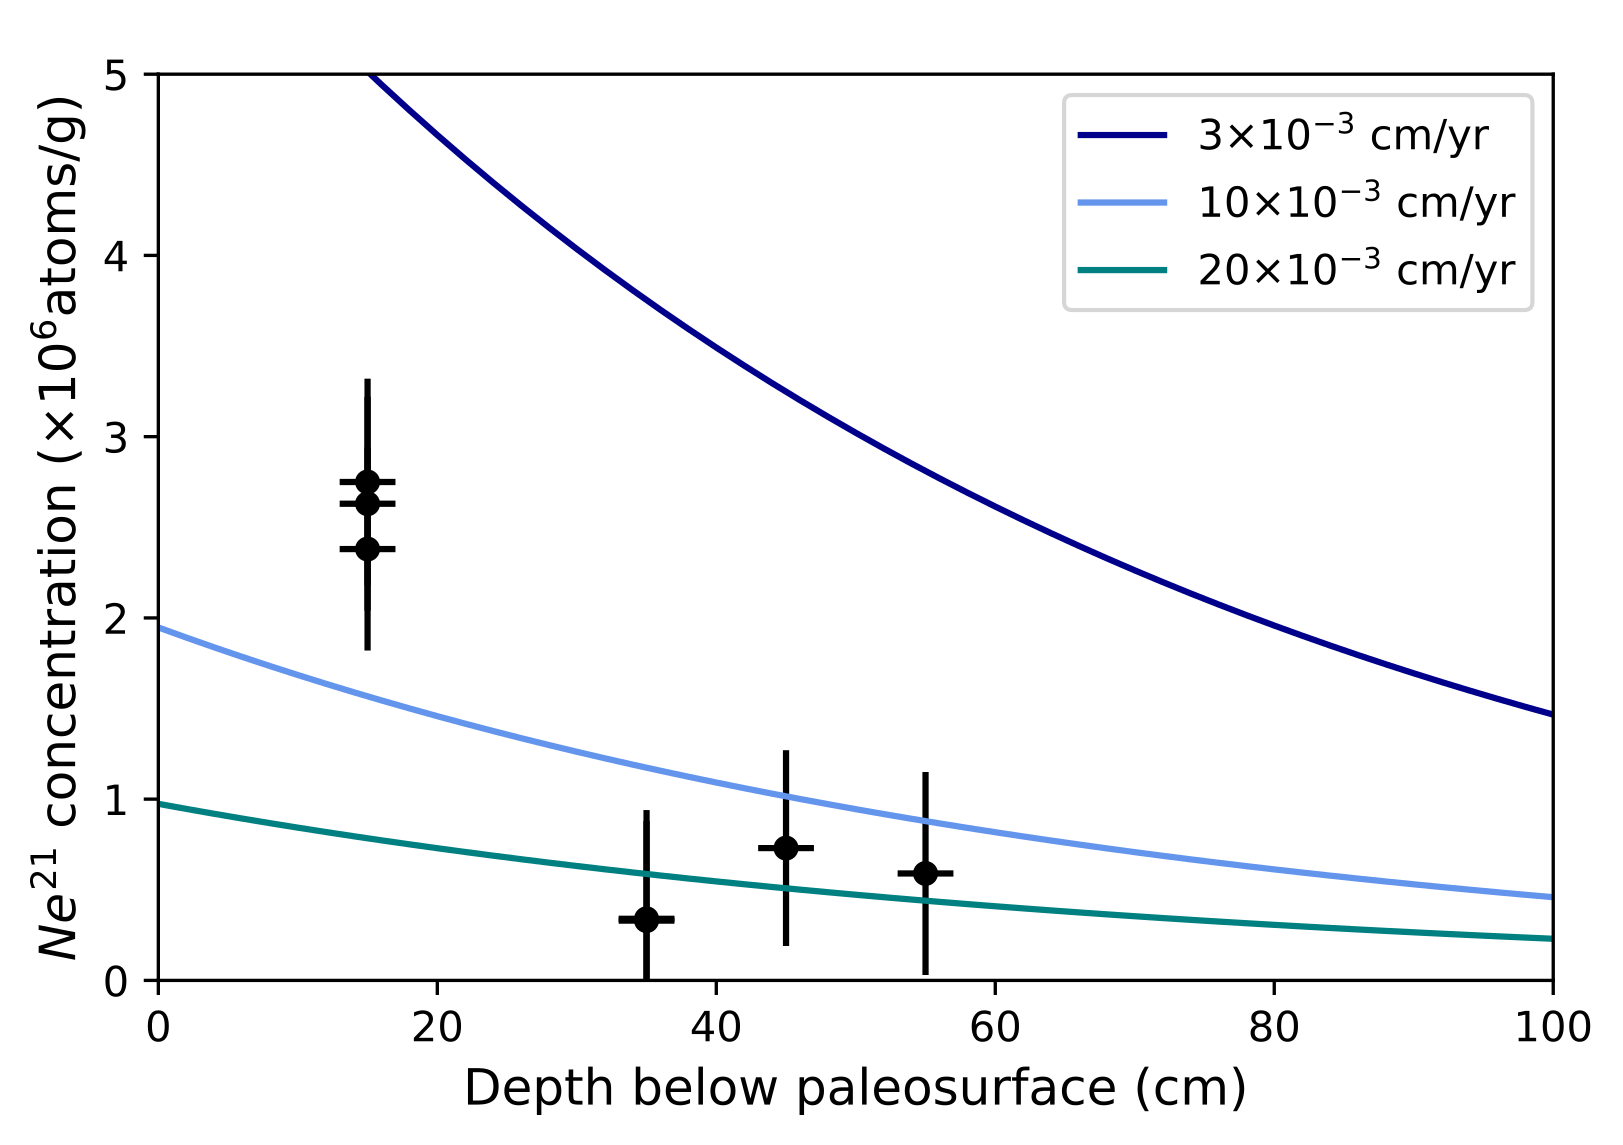 5
4
3
2
1
0
Ne²¹ concentration (×10⁶atoms/g)
3×10⁻³ cm/yr
10×10⁻³ cm/yr
20×10⁻³ cm/yr
0 20 40 60 80 100
Depth below paleosurface (cm)